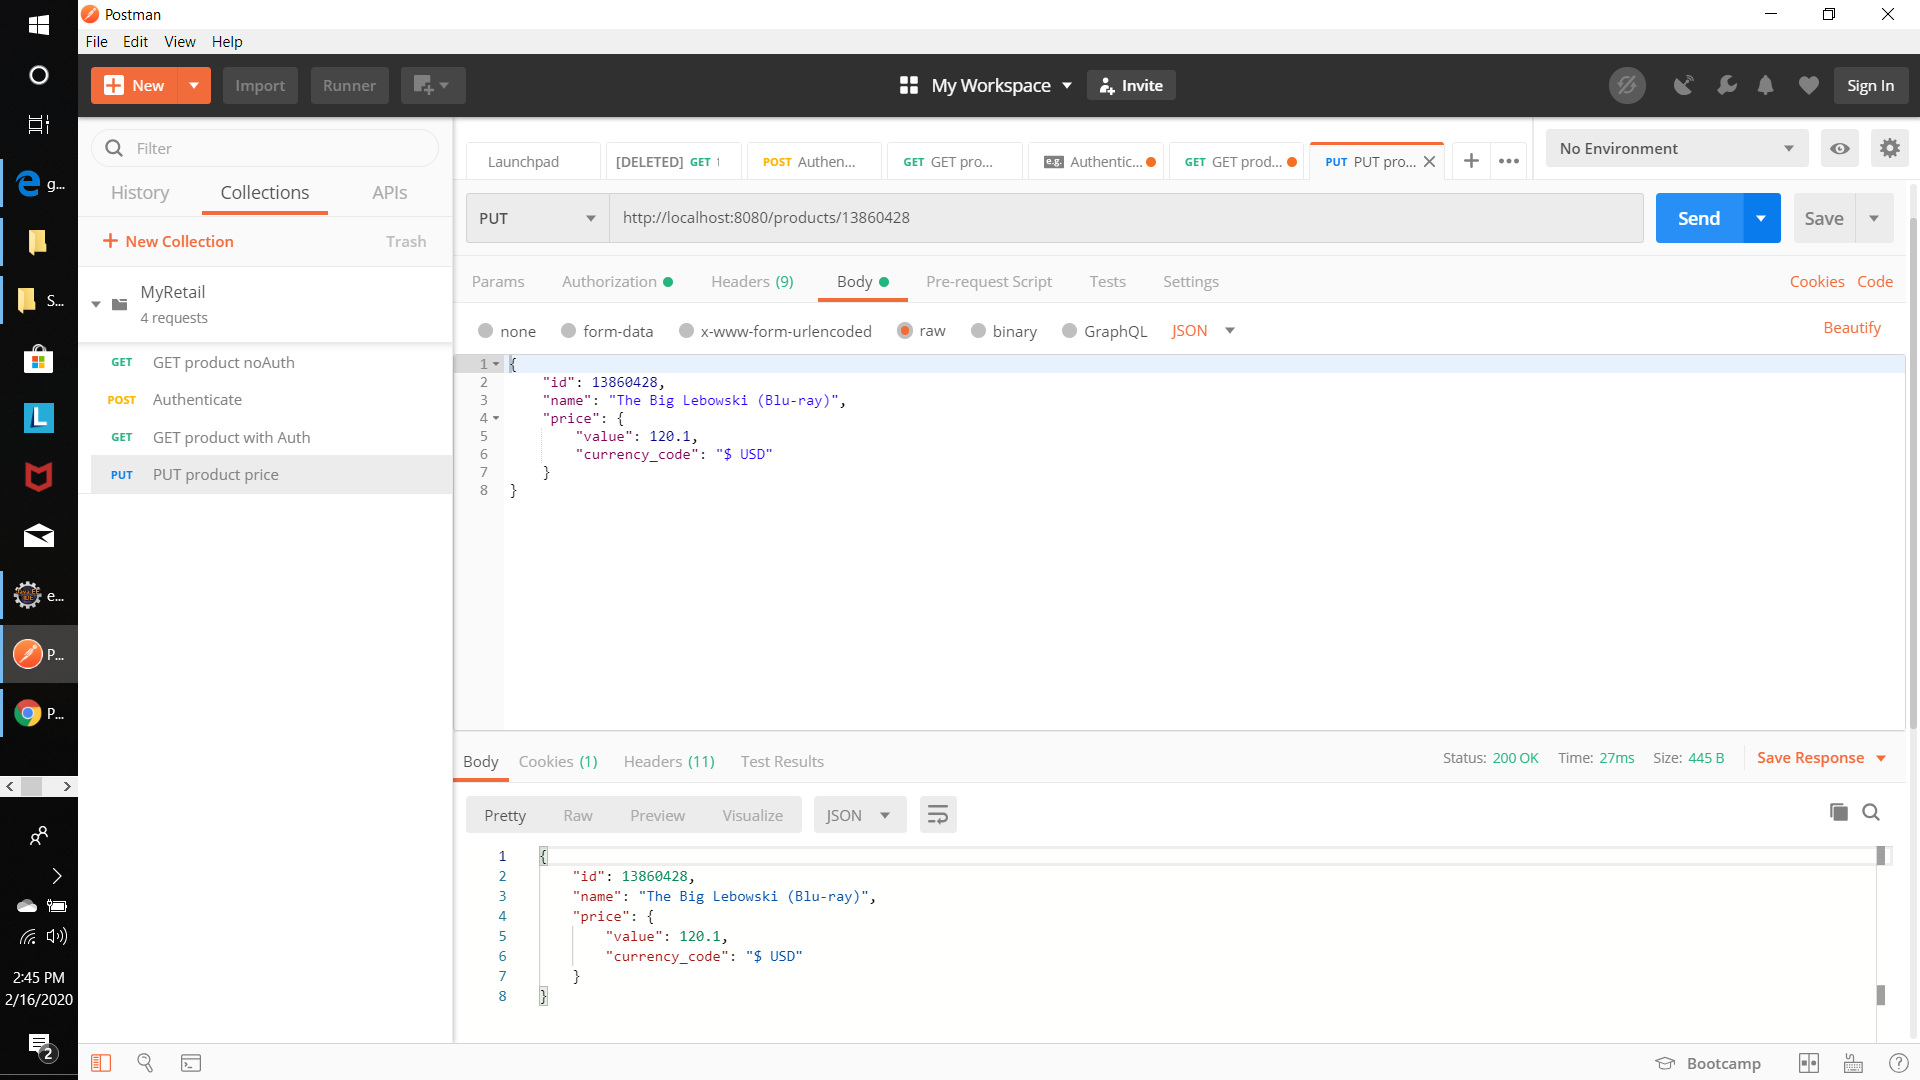 Postman
File Edit View Help
New Import Runner My Workspace Invite Sign In
Filter
History Collections APIs
New Collection Trash
MyRetail
4 requests
GET GET product noAuth
POST Authenticate
GET GET product with Auth
PUT PUT product price
Launchpad [DELETED] GET POST Authen... GET GET pro... e.g. Authentic... GET GET prod... PUT PUT pro... No Environment
PUT http://localhost:8080/products/13860428 Send Save
Params Authorization Headers (9) Body Pre-request Script Tests Settings Cookies Code
none form-data x-www-form-urlencoded raw binary GraphQL JSON Beautify
1 {
2 "id": 13860428,
3 "name": "The Big Lebowski (Blu-ray)",
4 "price": {
5 "value": 120.1,
6 "currency_code": "$ USD"
7 }
8 }
Body Cookies (1) Headers (11) Test Results Status: 200 OK Time: 27ms Size: 445 B Save Response
Pretty Raw Preview Visualize JSON
1 {
2 "id": 13860428,
3 "name": "The Big Lebowski (Blu-ray)",
4 "price": {
5 "value": 120.1,
6 "currency_code": "$ USD"
7 }
8 }
Bootcamp
g...
S...
L
e...
P...
P...
2:45 PM
2/16/2020
2